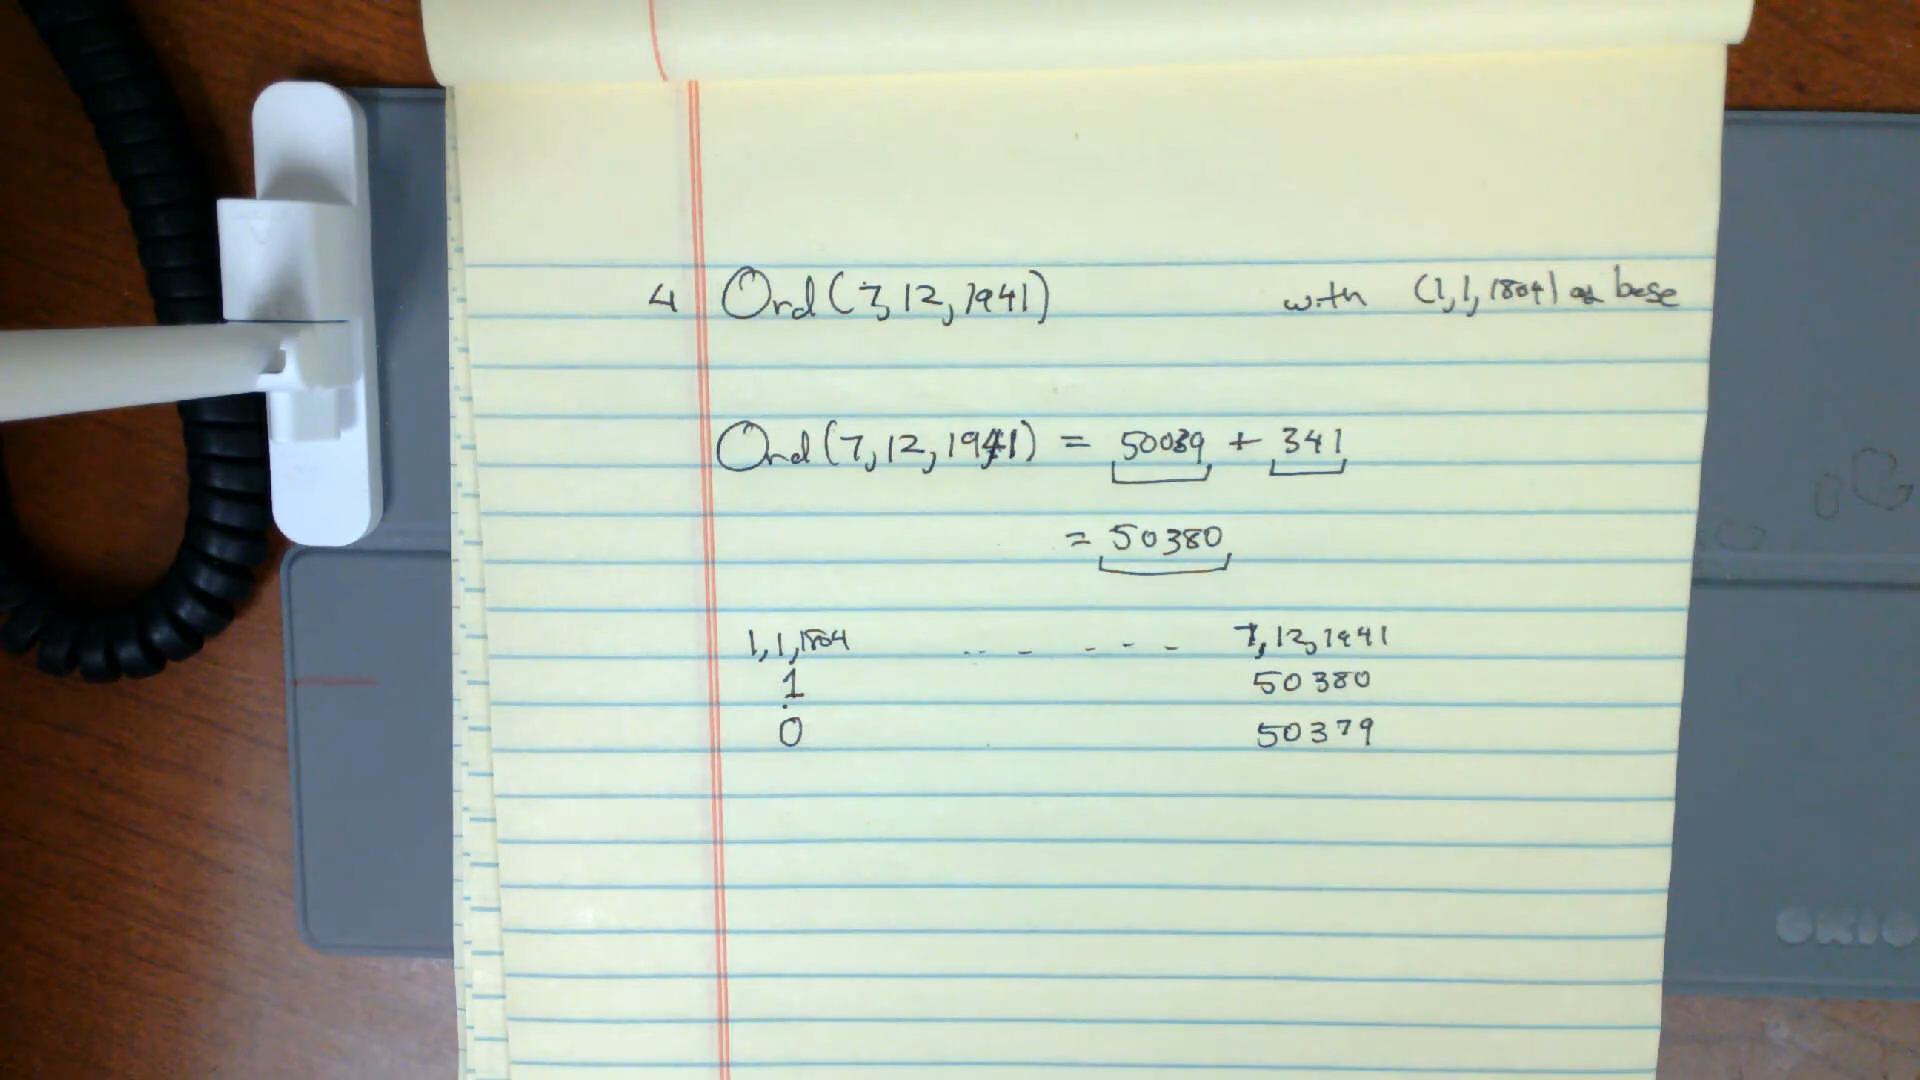 4 Ord(7,12,1941) with (1,1,1804) as base
Ord(7,12,1941) = 50039 + 341
= 50380
1,1,1804 -- - - - - 7,12,1941
1 50380
0 50379